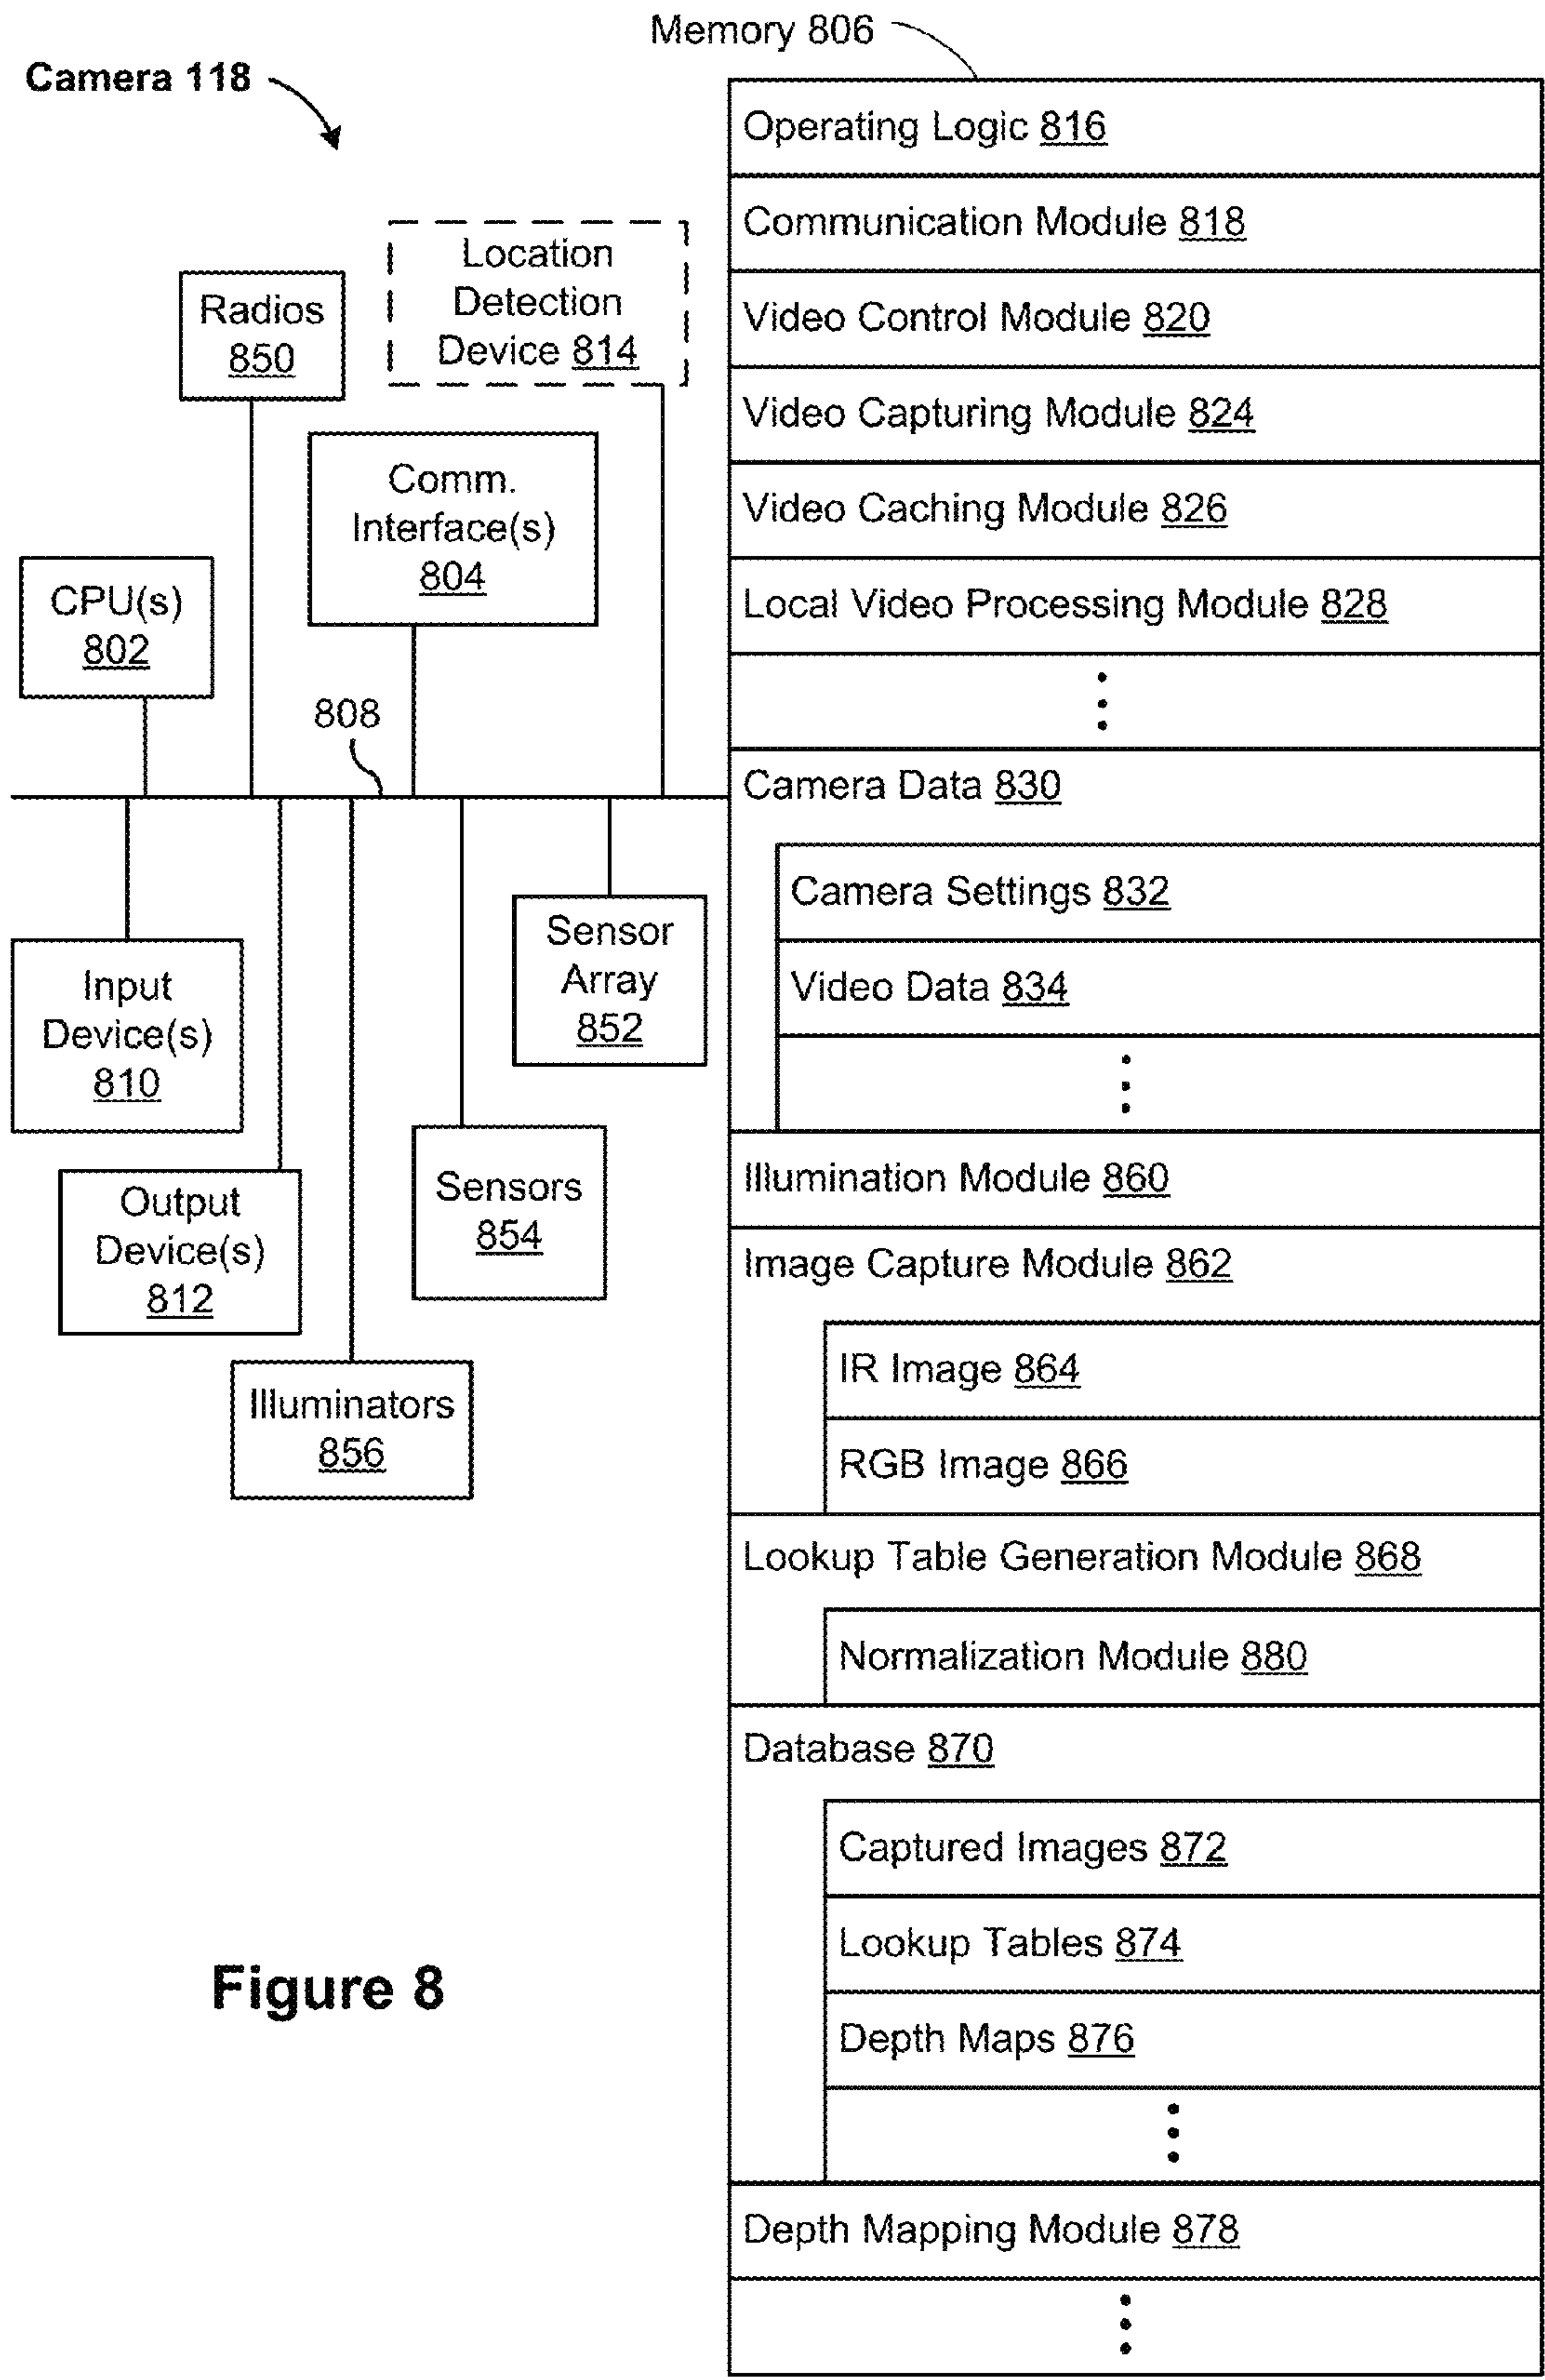 Memory 806
Camera 118
Location
Detection
Device 814
Radios
850
Comm.
Interface(s)
804
CPU(s)
802
808
Input
Device(s)
810
Output
Device(s)
812
Illuminators
856
Sensors
854
Sensor
Array
852
Operating Logic 816
Communication Module 818
Video Control Module 820
Video Capturing Module 824
Video Caching Module 826
Local Video Processing Module 828
Camera Data 830
Camera Settings 832
Video Data 834
Illumination Module 860
Image Capture Module 862
IR Image 864
RGB Image 866
Lookup Table Generation Module 868
Normalization Module 880
Database 870
Captured Images 872
Lookup Tables 874
Depth Maps 876
Depth Mapping Module 878
Figure 8